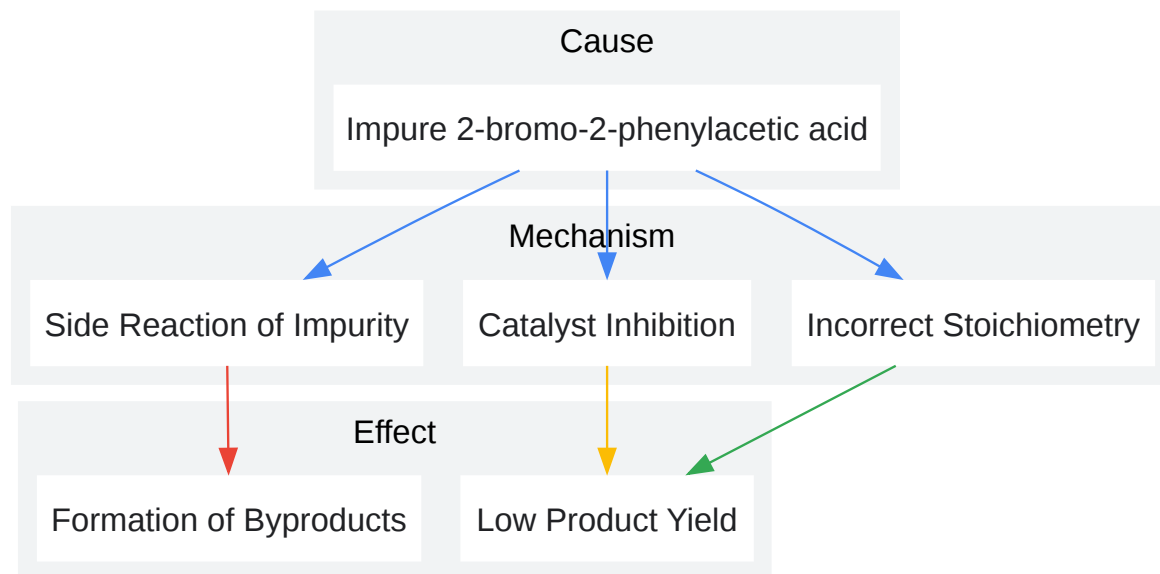 Cause
Impure 2-bromo-2-phenylacetic acid
Mechanism
Side Reaction of Impurity
Catalyst Inhibition
Incorrect Stoichiometry
Effect
Formation of Byproducts
Low Product Yield